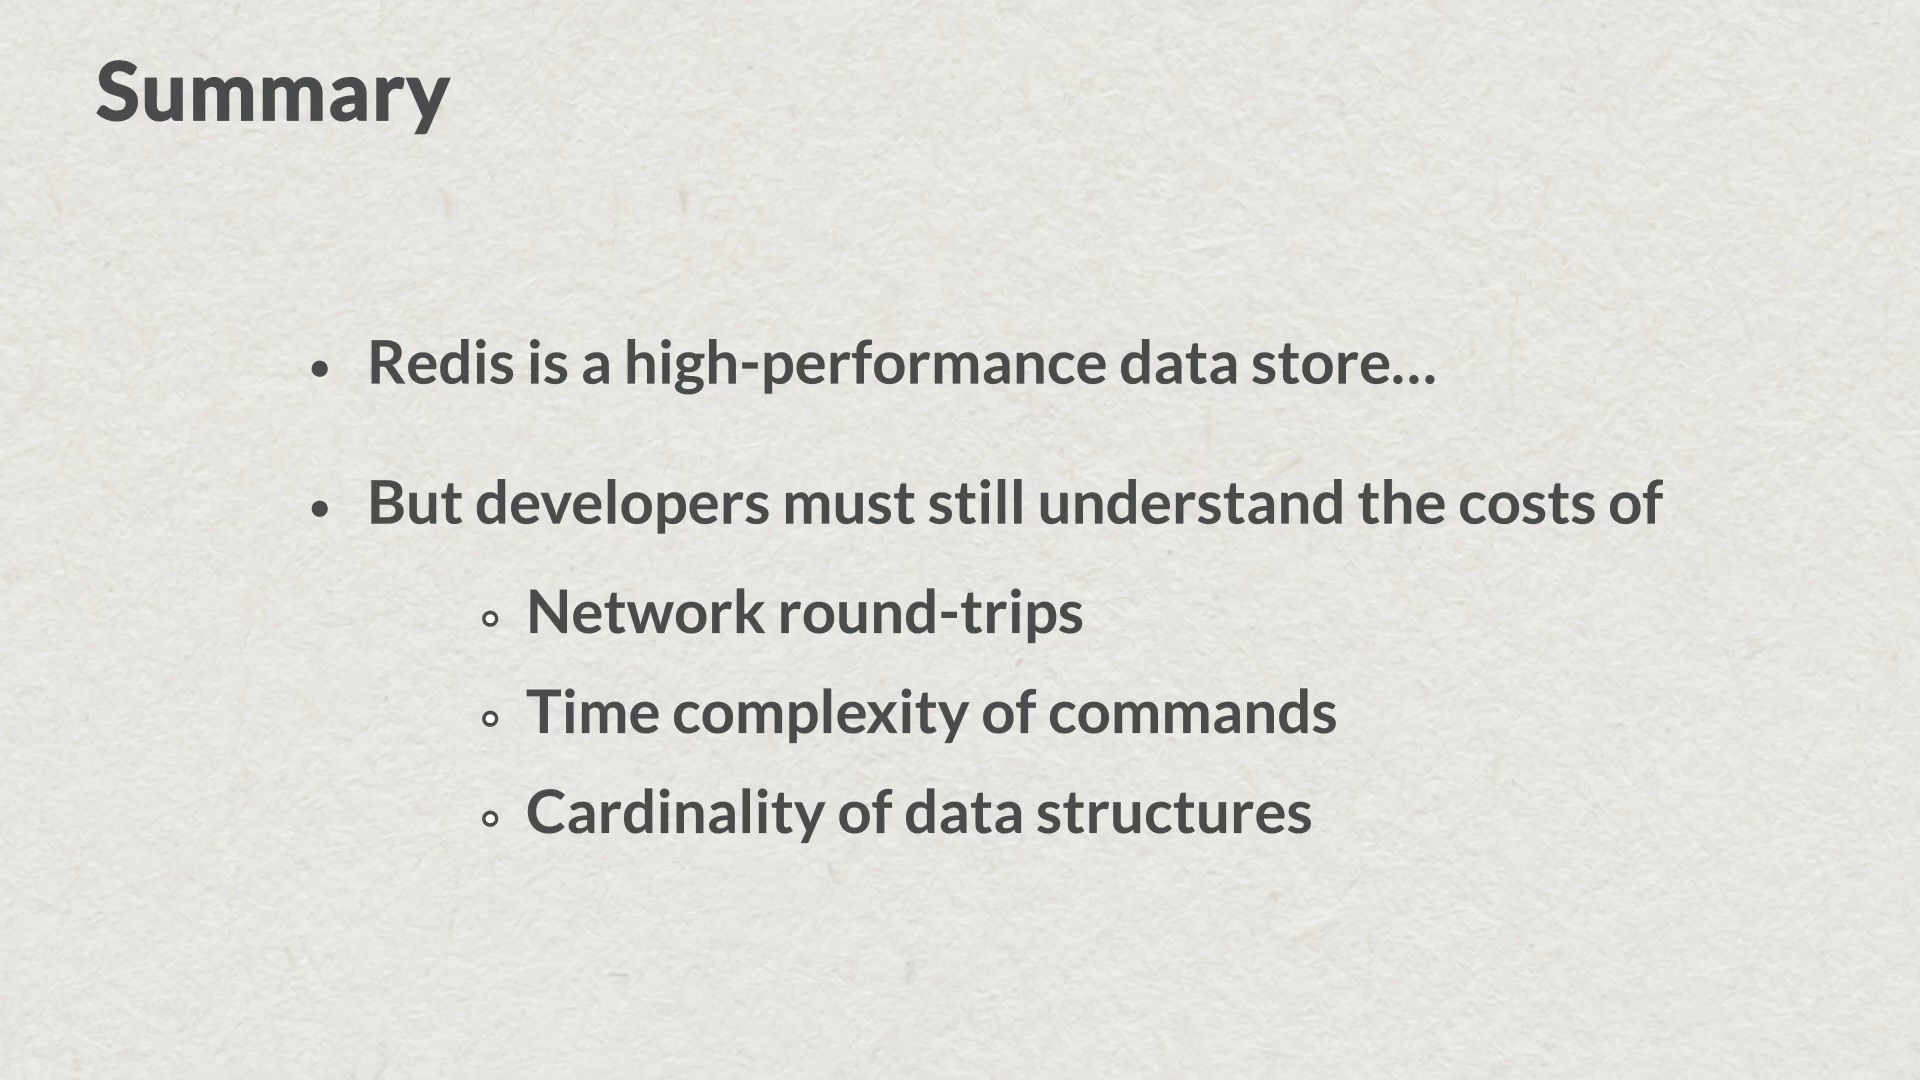 Summary
• Redis is a high-performance data store...
• But developers must still understand the costs of
◦ Network round-trips
◦ Time complexity of commands
◦ Cardinality of data structures